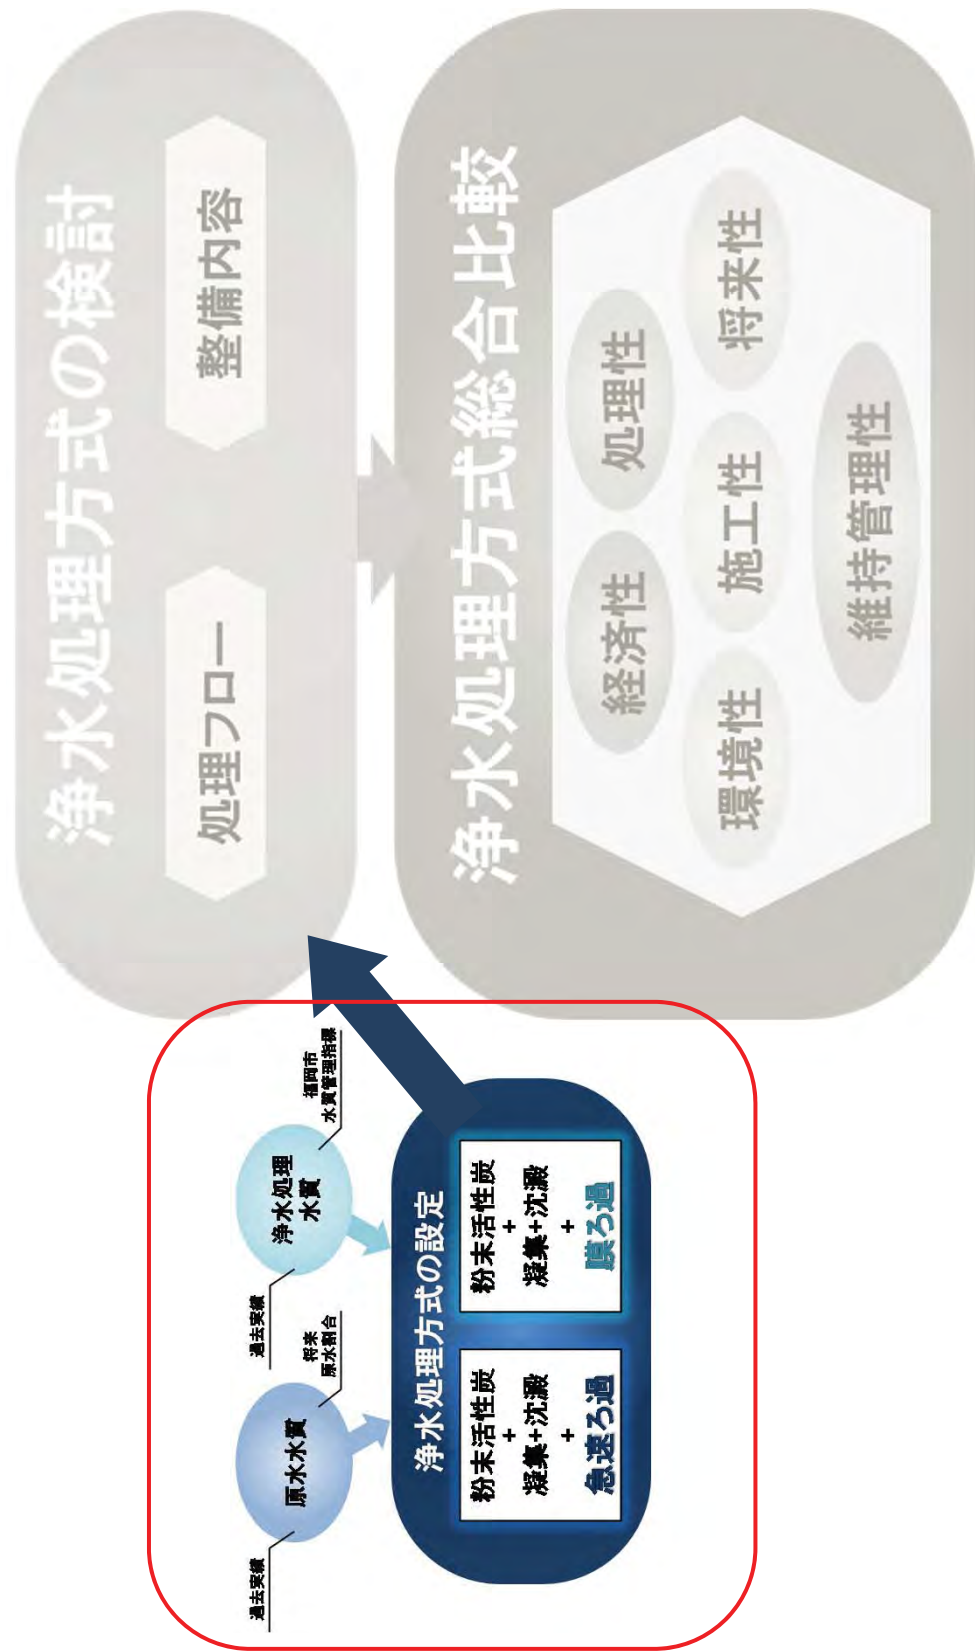 過去実績
将来
原水割合
原水水質
過去実績
福岡市
水質管理指標
浄水処理
水質
浄水処理方式の設定
粉末活性炭
+
凝集+沈澱
+
急速ろ過
粉末活性炭
+
凝集+沈澱
+
膜ろ過
浄水処理方式の検討
処理フロー
整備内容
浄水処理方式総合比較
経済性
処理性
環境性
施工性
将来性
維持管理性